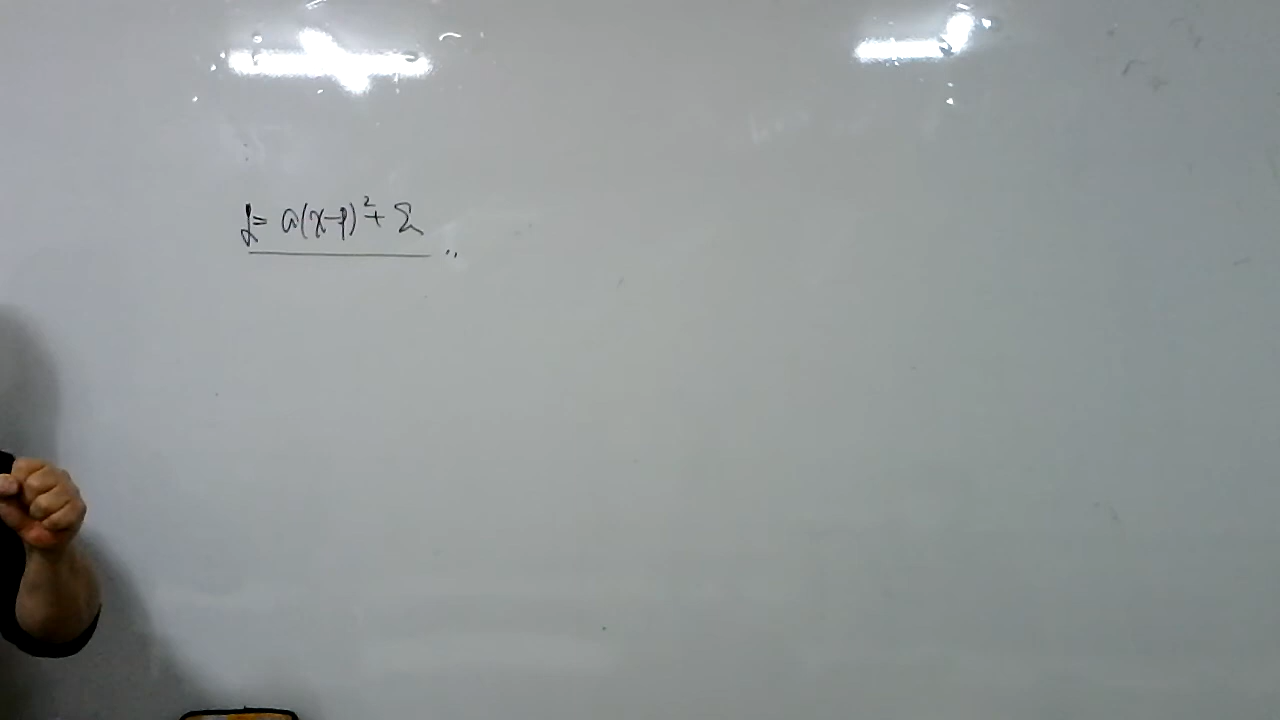 y = a(x-p)² + q